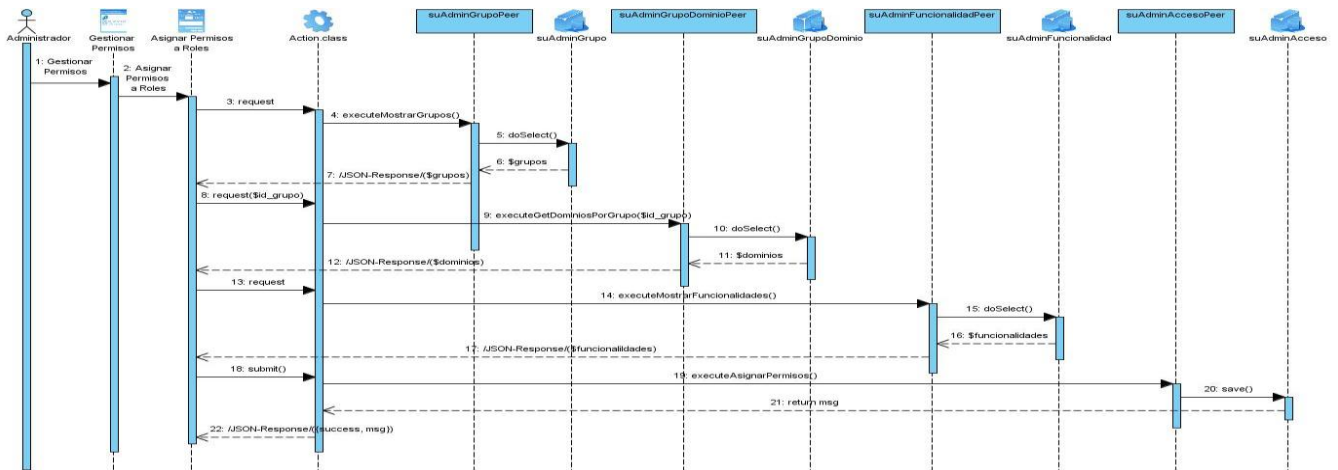 suAdminGrupoPeer
suAdminGrupoDominioPeer
suAdminFuncionalidadPeer
suAdminAccesoPeer
Administrador
Gestionar
Permisos
Asignar Permisos
a Roles
Action.class
suAdminGrupo
suAdminGrupoDominio
suAdminFuncionalidad
suAdminAcceso
1: Gestionar
Permisos
2: Asignar
Permisos
a Roles
3: request
4: executeMostrarGrupos()
5: doSelect()
6: $grupos
7: /JSON-Response/($grupos)
8: request($id_grupo)
9: executeGetDominiosPorGrupo($id_grupo)
10: doSelect()
11: $dominios
12: /JSON-Response/($dominios)
13: request
14: executeMostrarFuncionalidades()
15: doSelect()
16: $funcionalidades
17: /JSON-Response/($funcionalidades)
18: submit()
19: executeAsignarPermisos()
20: save()
21: return msg
22: /JSON-Response/({success, msg})